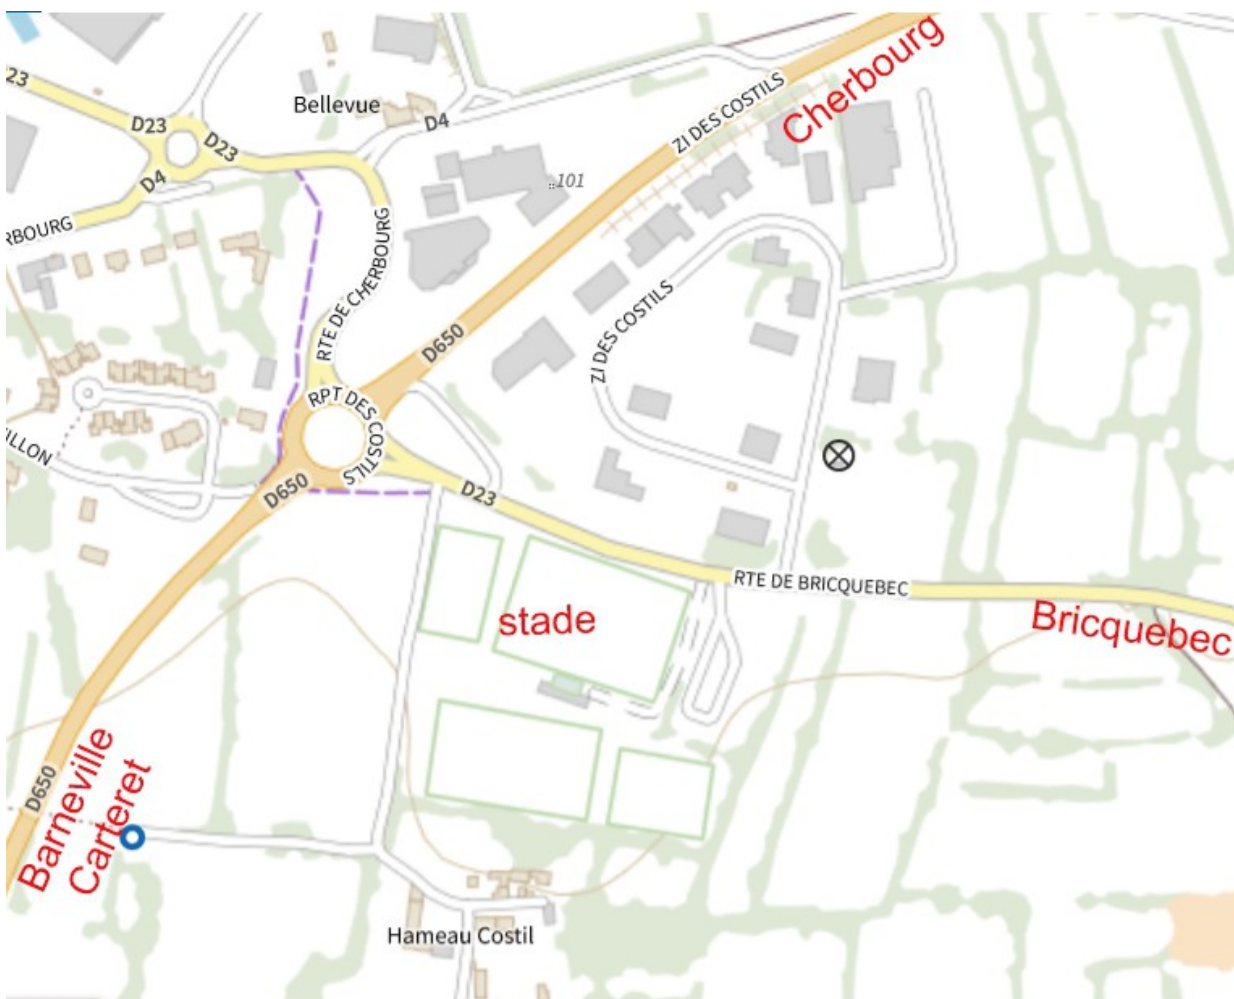 23
D23
D23
D4
RBOURG
Bellevue
D4
101
ZI DES COSTILS
Cherbourg
RTE DE CHERBOURG
D650
ZI DES COSTILS
RPT DES COSTILS
ILLON
D650
D23
stade
RTE DE BRICQUEBEC
Bricquebec
D650
Barneville
Carteret
Hameau Costil